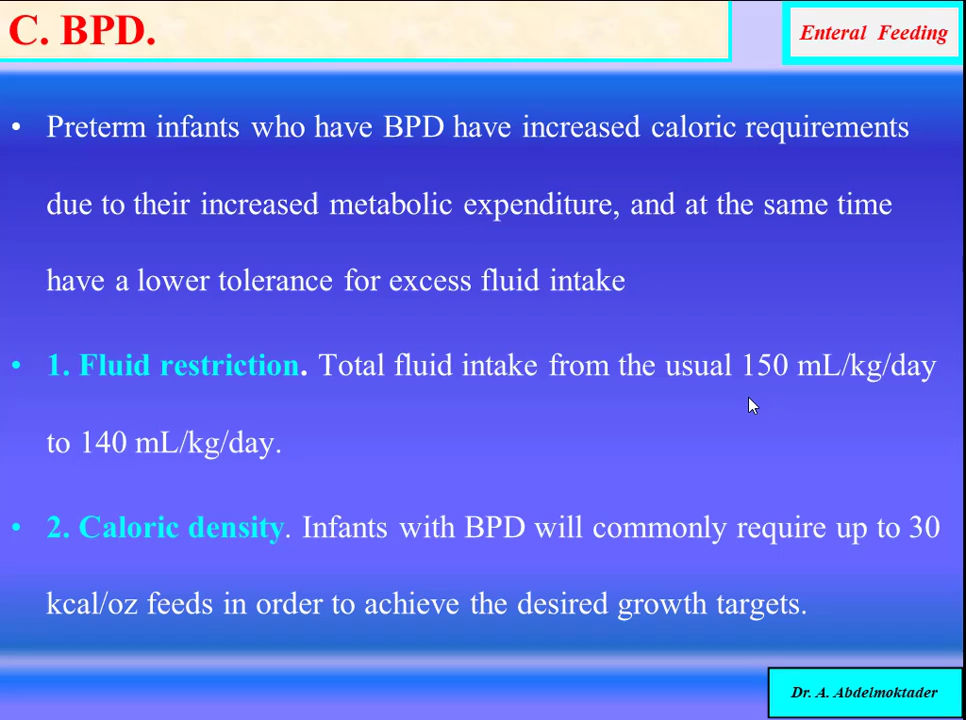 C. BPD.
Enteral Feeding
• Preterm infants who have BPD have increased caloric requirements
due to their increased metabolic expenditure, and at the same time
have a lower tolerance for excess fluid intake
• 1. Fluid restriction. Total fluid intake from the usual 150 mL/kg/day
to 140 mL/kg/day.
• 2. Caloric density. Infants with BPD will commonly require up to 30
kcal/oz feeds in order to achieve the desired growth targets.
Dr. A. Abdelmoktader